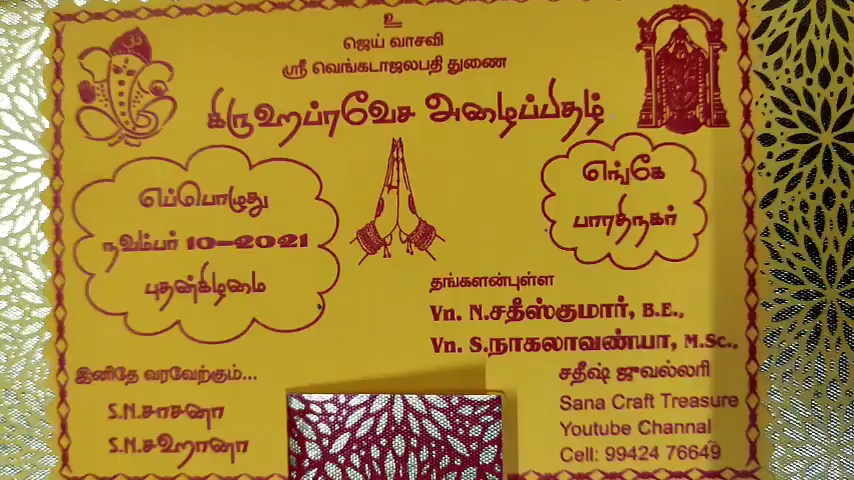 உ
ஜெய் வாசவி
ஸ்ரீ வெங்கடாஜலபதி துணை
கிருஹப்ரவேச அழைப்பிதழ்
எப்பொழுது
நவம்பர் 10-2021
புதன்கிழமை
எங்கே
பாரதிநகர்
தங்களன்புள்ள
Vn. N.சதீஸ்குமார், B.E.,
Vn. S.நாகலாவண்யா, M.Sc.,
இனிதே வரவேற்கும்...
S.N.சாசனா
S.N.சஹானா
சதீஷ் ஜுவல்லரி
Sana Craft Treasure
Youtube Channal
Cell: 99424 76649